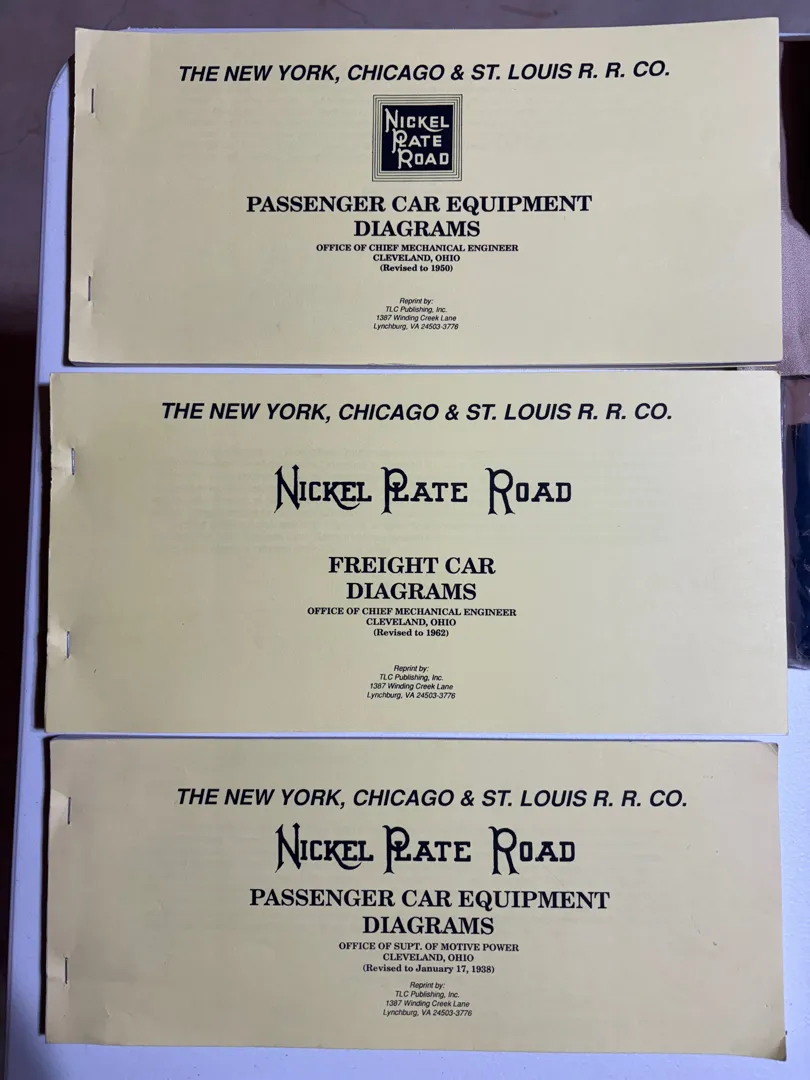 THE NEW YORK, CHICAGO & ST. LOUIS R. R. CO.
NICKEL
PLATE
ROAD
PASSENGER CAR EQUIPMENT
DIAGRAMS
OFFICE OF CHIEF MECHANICAL ENGINEER
CLEVELAND, OHIO
(Revised to 1950)
Reprint by:
TLC Publishing, Inc.
1387 Winding Creek Lane
Lynchburg, VA 24503-3776
THE NEW YORK, CHICAGO & ST. LOUIS R. R. CO.
NICKEL PLATE ROAD
FREIGHT CAR
DIAGRAMS
OFFICE OF CHIEF MECHANICAL ENGINEER
CLEVELAND, OHIO
(Revised to 1962)
Reprint by:
TLC Publishing, Inc.
1387 Winding Creek Lane
Lynchburg, VA 24503-3776
THE NEW YORK, CHICAGO & ST. LOUIS R. R. CO.
NICKEL PLATE ROAD
PASSENGER CAR EQUIPMENT
DIAGRAMS
OFFICE OF SUPT. OF MOTIVE POWER
CLEVELAND, OHIO
(Revised to January 17, 1938)
Reprint by:
TLC Publishing, Inc.
1387 Winding Creek Lane
Lynchburg, VA 24503-3776